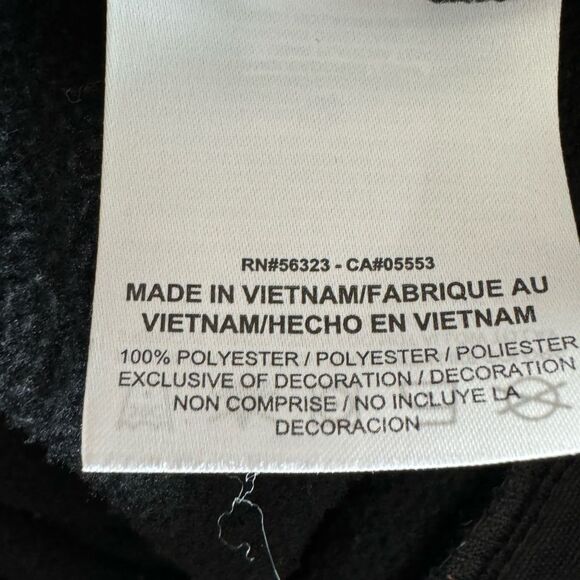 RN#56323 - CA#05553
MADE IN VIETNAM/FABRIQUE AU
VIETNAM/HECHO EN VIETNAM
100% POLYESTER / POLYESTER / POLIESTER
EXCLUSIVE OF DECORATION / DECORATION
NON COMPRISE / NO INCLUYE LA
DECORACION